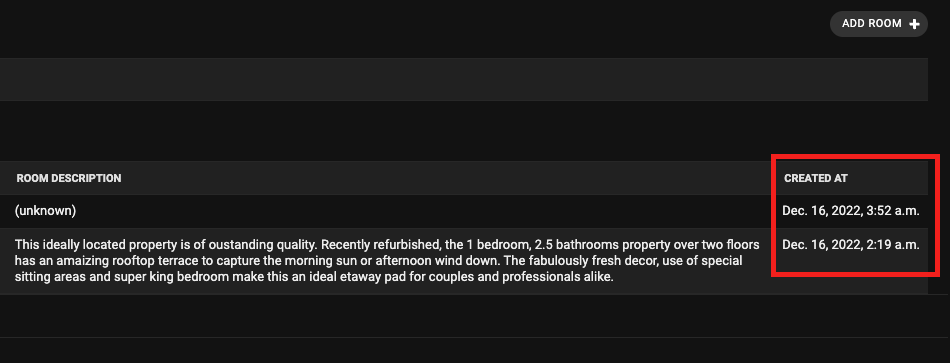 ADD ROOM +
ROOM DESCRIPTION CREATED AT
(unknown) Dec. 16, 2022, 3:52 a.m.
This ideally located property is of oustanding quality. Recently refurbished, the 1 bedroom, 2.5 bathrooms property over two floors Dec. 16, 2022, 2:19 a.m.
has an amaizing rooftop terrace to capture the morning sun or afternoon wind down. The fabulously fresh decor, use of special
sitting areas and super king bedroom make this an ideal etaway pad for couples and professionals alike.